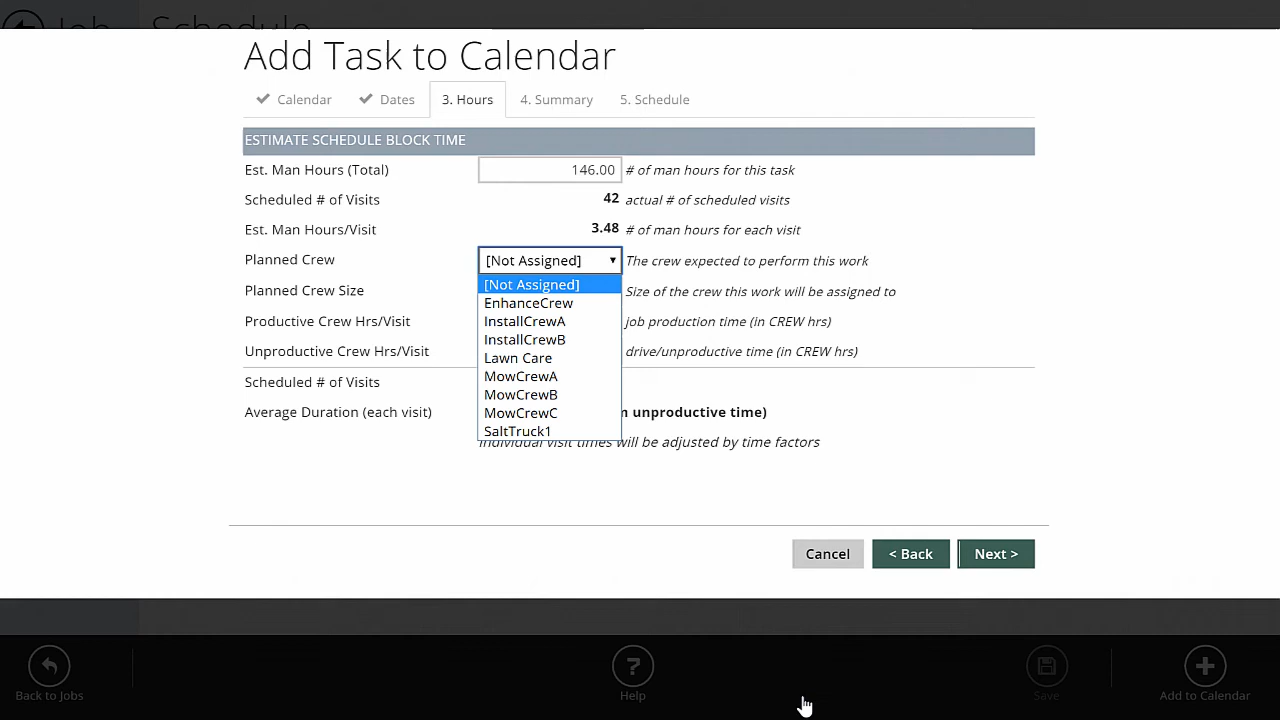 Job Schedule
Add Task to Calendar
Calendar Dates 3. Hours 4. Summary 5. Schedule
ESTIMATE SCHEDULE BLOCK TIME
Est. Man Hours (Total) 146.00 # of man hours for this task
Scheduled # of Visits 42 actual # of scheduled visits
Est. Man Hours/Visit 3.48 # of man hours for each visit
Planned Crew [Not Assigned] The crew expected to perform this work
[Not Assigned]
Planned Crew Size Size of the crew this work will be assigned to
EnhanceCrew
Productive Crew Hrs/Visit InstallCrewA job production time (in CREW hrs)
InstallCrewB
Unproductive Crew Hrs/Visit Lawn Care drive/unproductive time (in CREW hrs)
Scheduled # of Visits MowCrewA
MowCrewB
Average Duration (each visit) MowCrewC unproductive time)
SaltTruck1
Individual visit times will be adjusted by time factors
Cancel < Back Next >
Back to Jobs ? Help Save Add to Calendar